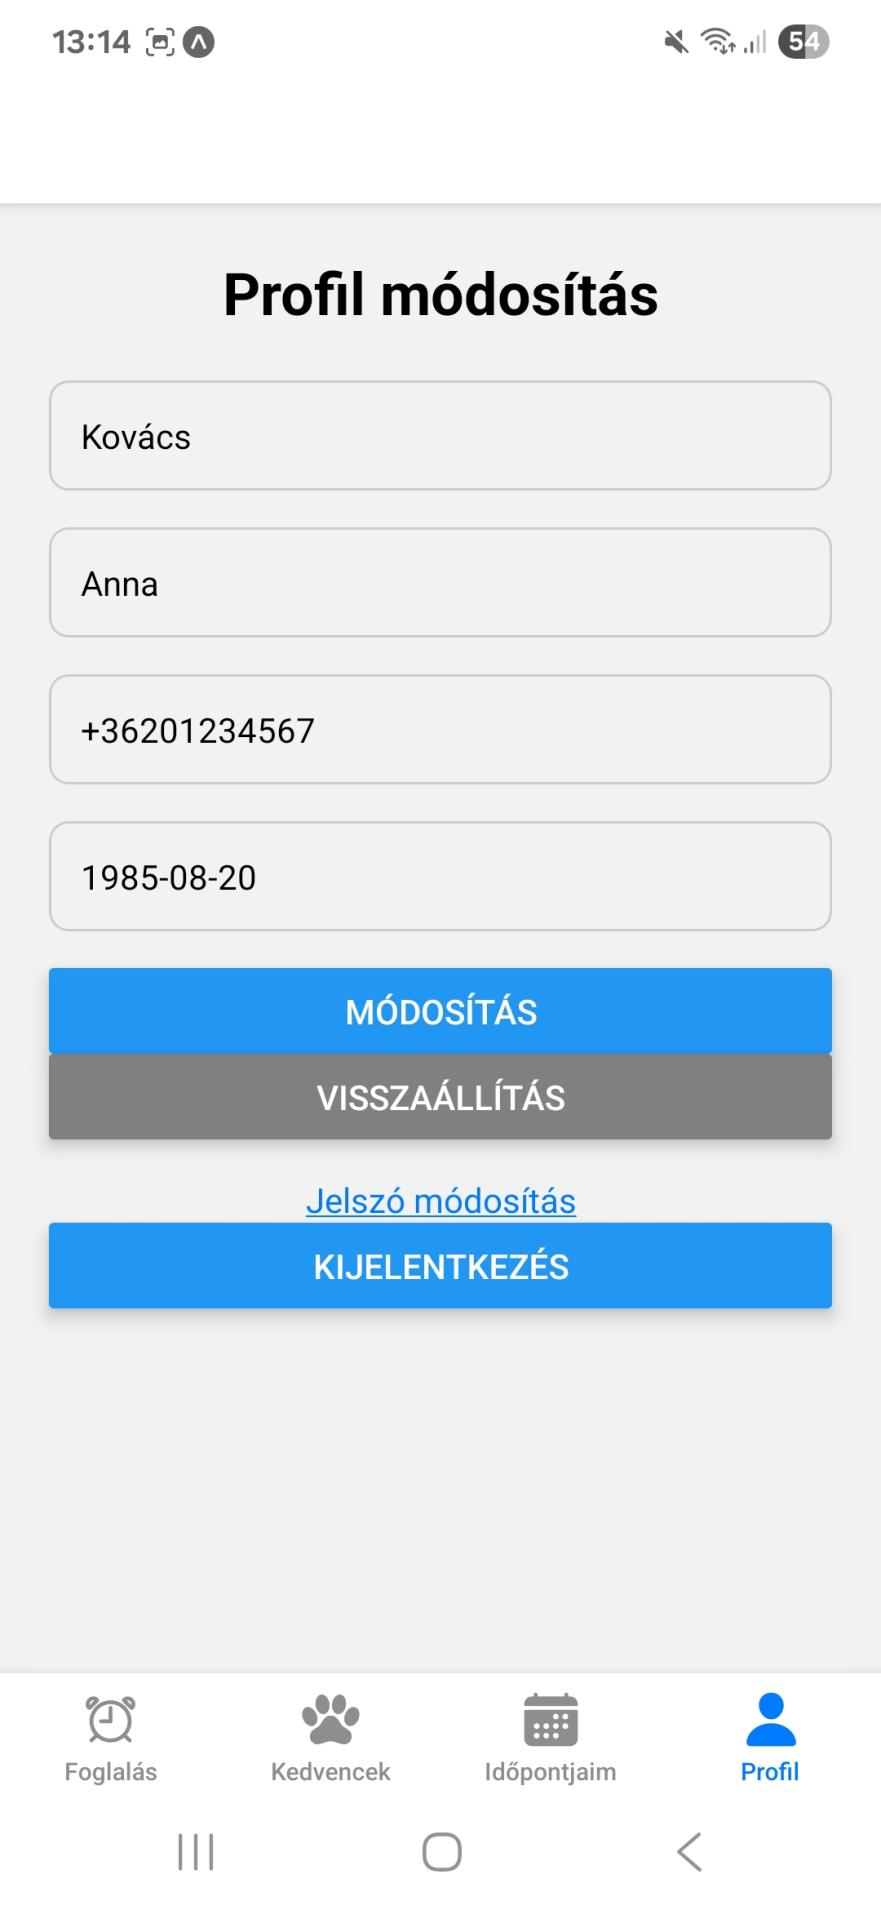 13:14
54
Profil módosítás
Kovács
Anna
+36201234567
1985-08-20
MÓDOSÍTÁS
VISSZAÁLLÍTÁS
Jelszó módosítás
KIJELENTKEZÉS
Foglalás Kedvencek Időpontjaim Profil